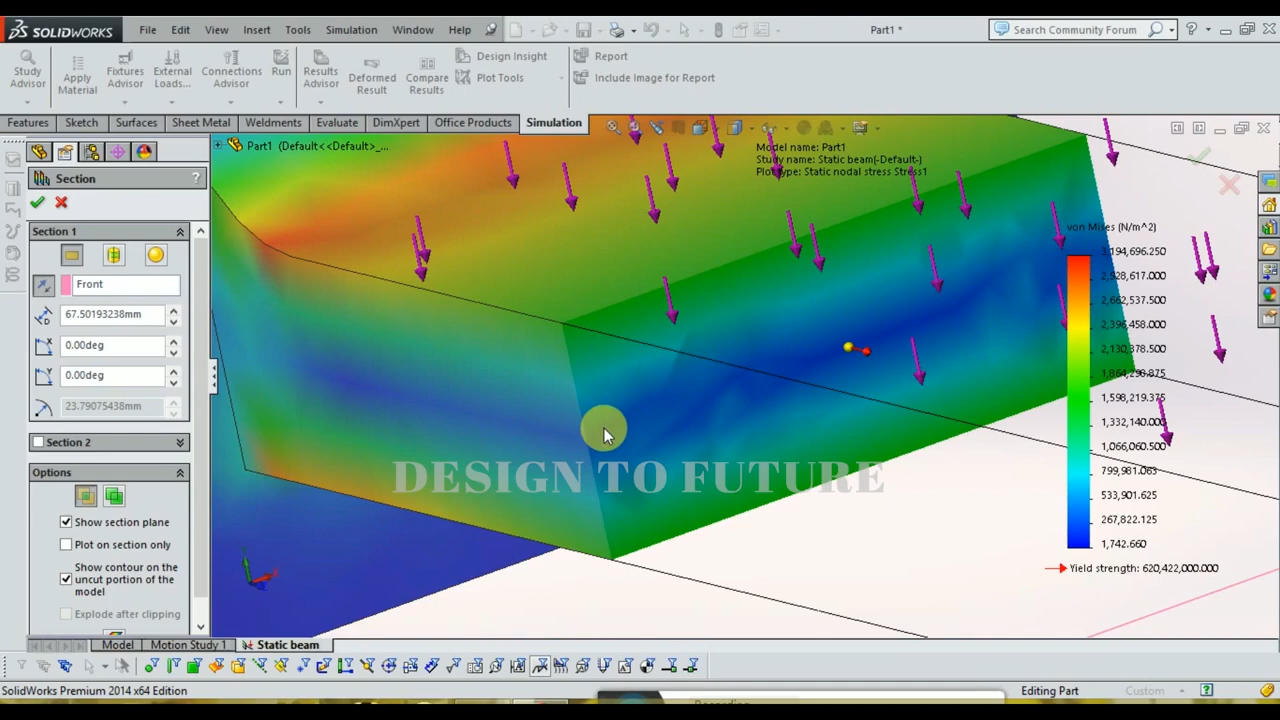 SOLIDWORKS
File Edit View Insert Tools Simulation Window Help
Part1 *
Search Community Forum
Study Advisor
Apply Material
Fixtures Advisor
External Loads...
Connections Advisor
Run
Results Advisor
Deformed Result
Compare Results
Design Insight
Plot Tools
Report
Include Image for Report
Features Sketch Surfaces Sheet Metal Weldments Evaluate DimXpert Office Products Simulation
Part1 (Default<<Default>_...
Model name: Part1
Study name: Static beam(-Default-)
Plot type: Static nodal stress Stress1
Section
?
Section 1
Front
67.50193238mm
0.00deg
0.00deg
23.79075438mm
Section 2
Options
Show section plane
Plot on section only
Show contour on the
uncut portion of the
model
Explode after clipping
von Mises (N/m^2)
3,194,696.250
2,928,617.000
2,662,537.500
2,396,458.000
2,130,378.500
1,864,298.875
1,598,219.375
1,332,140.000
1,066,060.500
799,981.063
533,901.625
267,822.125
1,742.660
Yield strength: 620,422,000.000
DESIGN TO FUTURE
Model Motion Study 1 Static beam
SolidWorks Premium 2014 x64 Edition
Editing Part
Custom